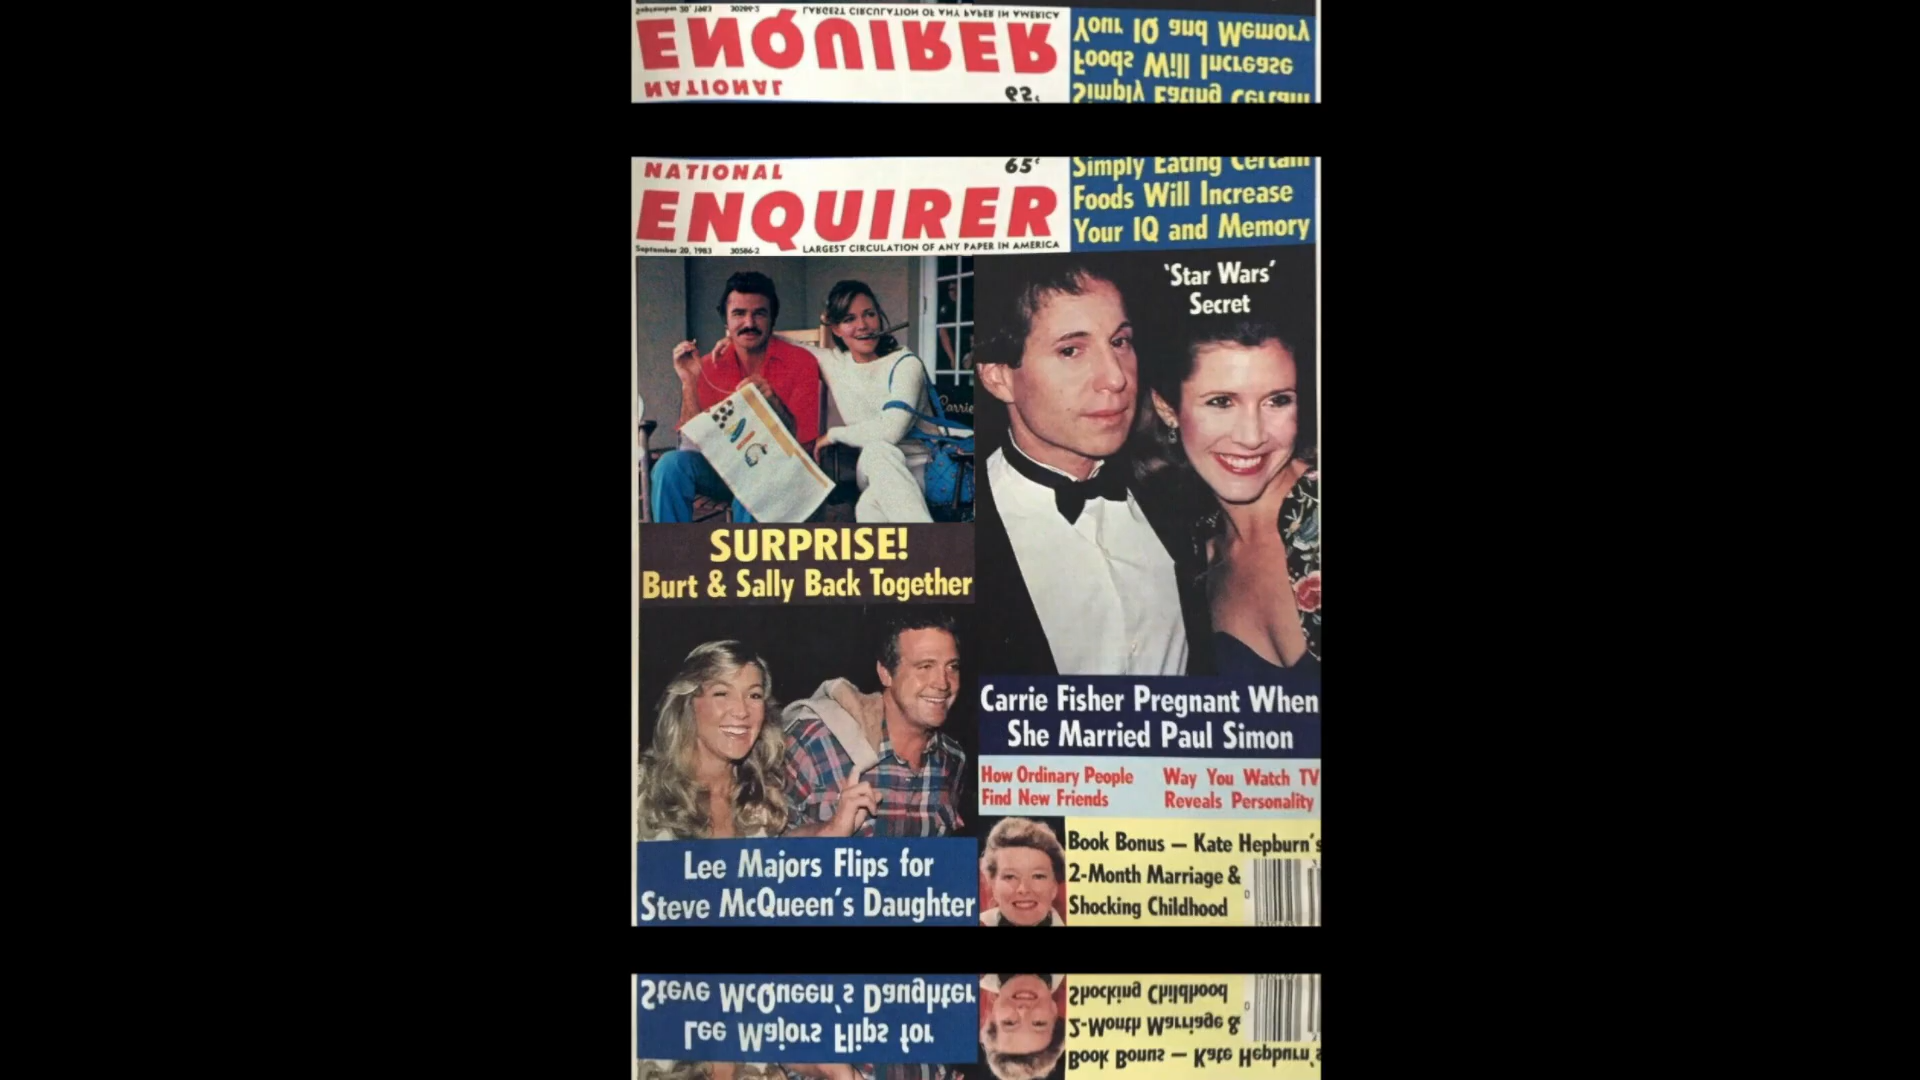 NATIONAL
65¢
ENQUIRER
September 20, 1983 30586-2 LARGEST CIRCULATION OF ANY PAPER IN AMERICA
Simply Eating Certain
Foods Will Increase
Your IQ and Memory
'Star Wars'
Secret
SURPRISE!
Burt & Sally Back Together
Carrie Fisher Pregnant When
She Married Paul Simon
How Ordinary People
Find New Friends
Way You Watch TV
Reveals Personality
Lee Majors Flips for
Steve McQueen's Daughter
Book Bonus — Kate Hepburn's
2-Month Marriage &
Shocking Childhood